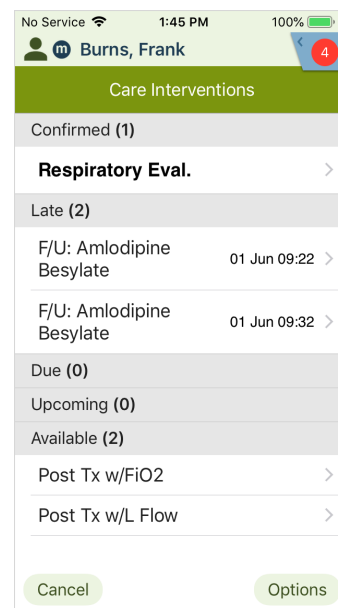 No Service 1:45 PM 100%
m Burns, Frank 4
Care Interventions
Confirmed (1)
Respiratory Eval.
Late (2)
F/U: Amlodipine
Besylate 01 Jun 09:22
F/U: Amlodipine
Besylate 01 Jun 09:32
Due (0)
Upcoming (0)
Available (2)
Post Tx w/FiO2
Post Tx w/L Flow
Cancel Options